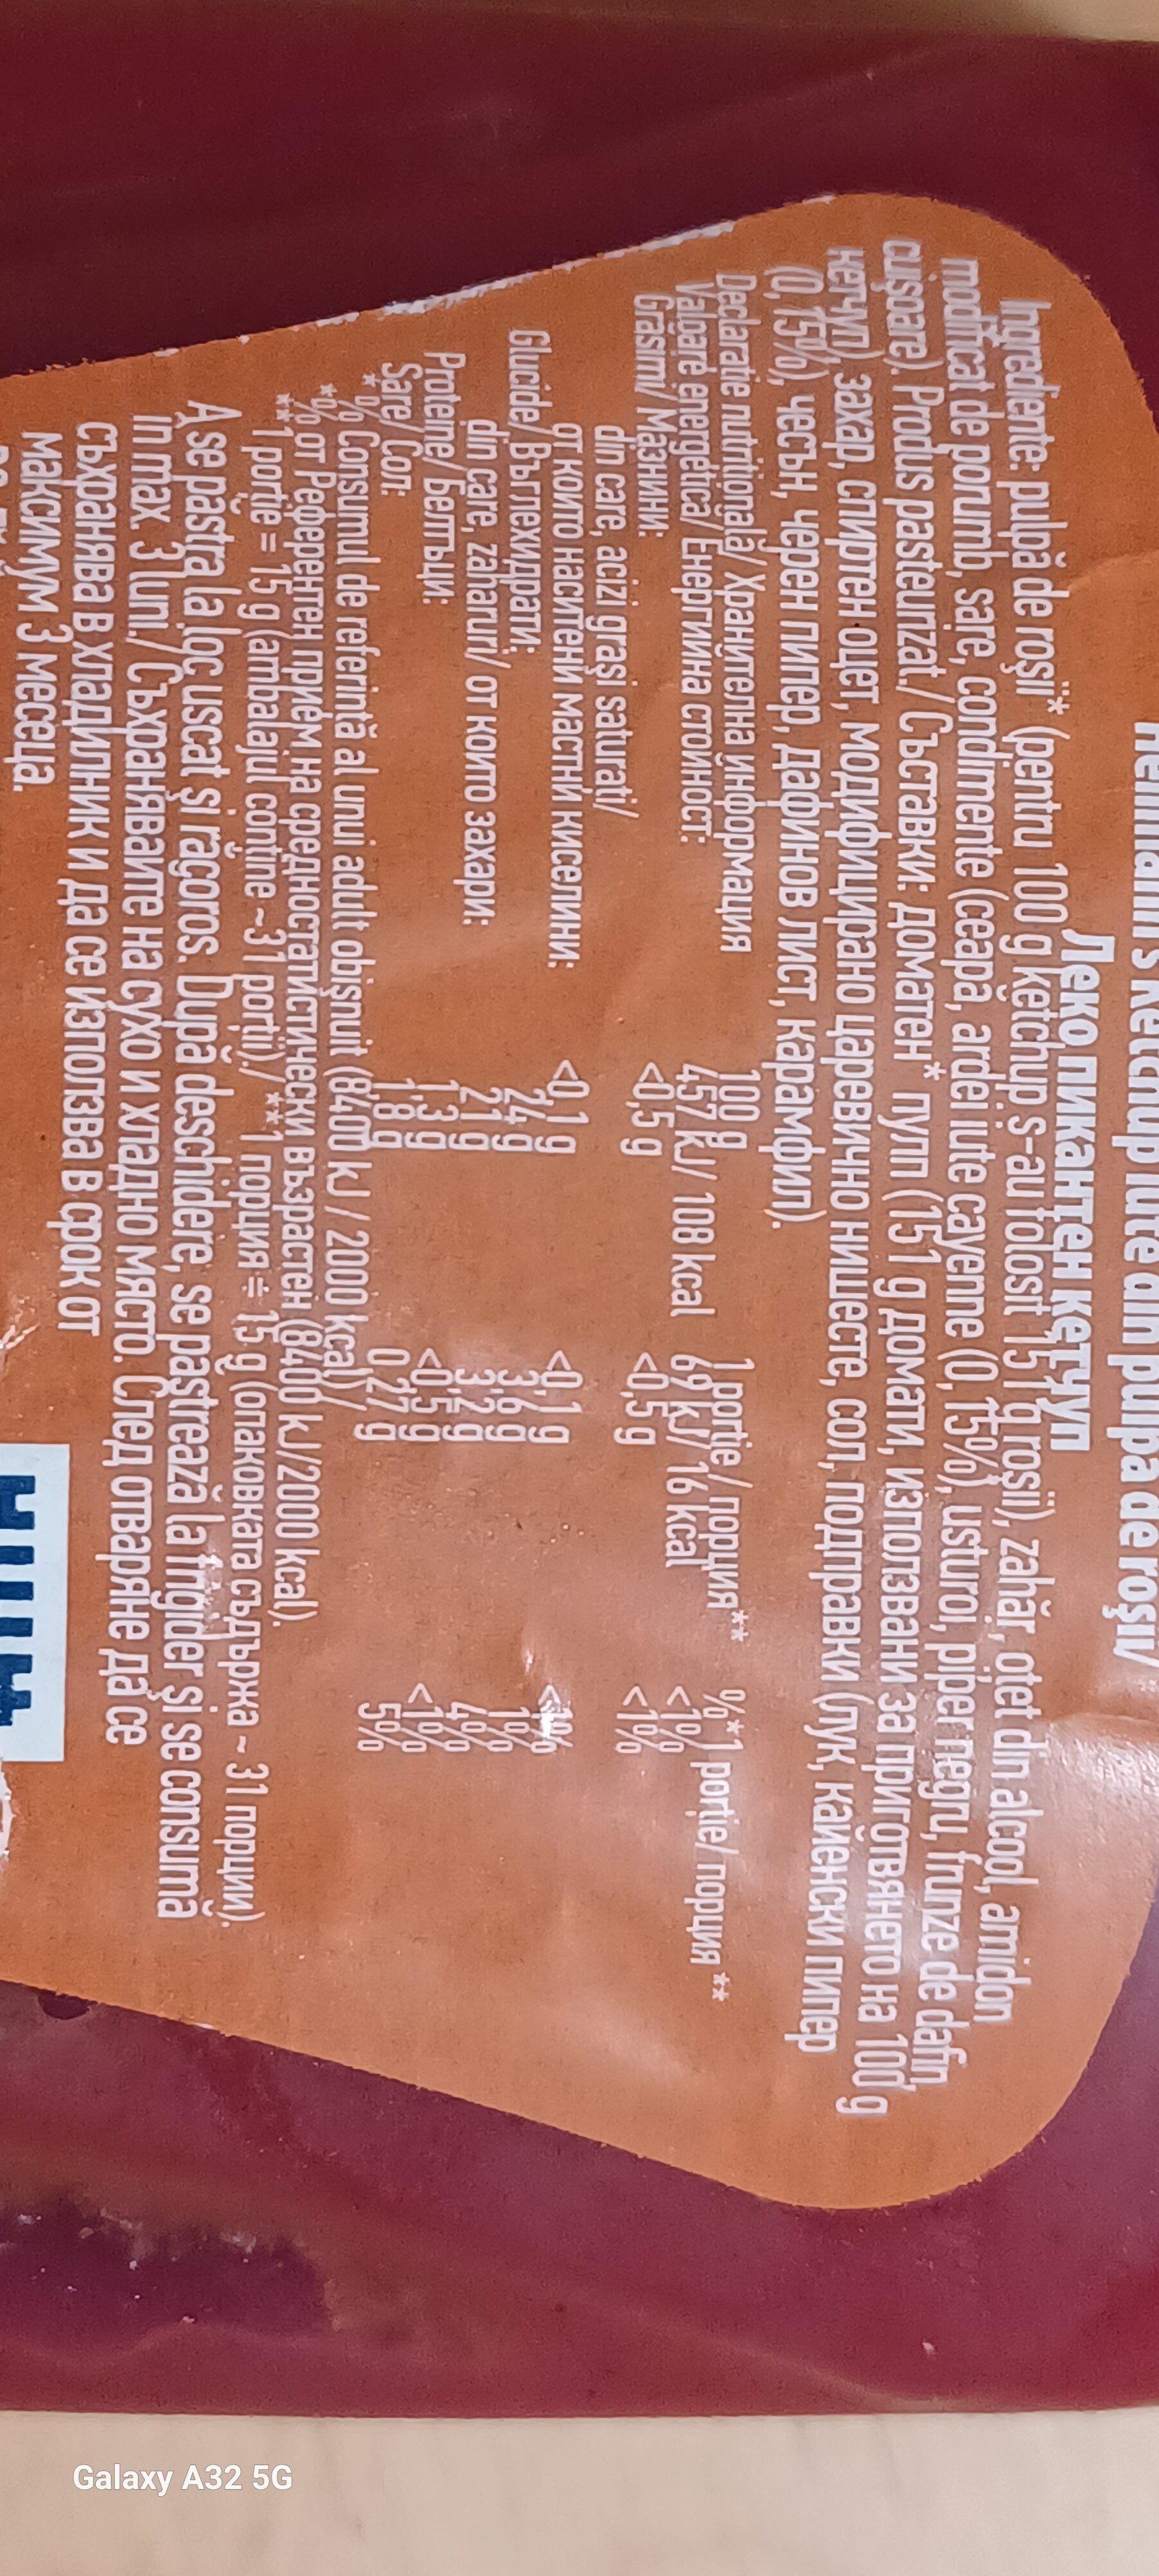 Hellmann's Ketchup iute din pulpă de roșii/
Леко пикантен кетчуп
Ingrediente: pulpă de roșii* (pentru 100 g ketchup s-au folosit 151 g roșii), zahăr, oțet din alcool, amidon
modificat de porumb, sare, condimente (ceapă, ardei iute cayenne (0,15%), usturoi, piper negru, frunze de dafin,
cuișoare). Produs pasteurizat./ Съставки: доматен* пулп (151 g домати, използвани за приготвянето на 100 g
кетчуп), захар, спиртен оцет, модифицирано царевично нишесте, сол, подправки (лук, кайенски пипер
(0,15%), чесън, черен пипер, дафинов лист, карамфил).
Declarație nutrițională/ Хранителна информация 100 g 1 porție/ порция** %*1 porție/ порция**
Valoare energetică/ Енергийна стойност: 457 kJ/ 108 kcal 69 kJ/ 16 kcal <1%
Grăsimi/ Мазнини: <0,5 g <0,5 g <1%
din care, acizi grași saturați/
от които наситени мастни киселини: <0,1 g <0,1 g <1%
Glucide/ Въглехидрати: 24 g 3,6 g 1%
din care, zaharuri/ от които захари: 21 g 3,2 g 4%
Proteine/ Белтъци: 1,3 g <0,5 g <1%
Sare/ Сол: 1,8 g 0,27 g 5%
*% Consumul de referință al unui adult obișnuit (8400 kJ / 2000 kcal)/
*% от Референтен прием на средностатистически възрастен (8400 kJ/2000 kcal).
**1 porție = 15 g (ambalajul conține ~31 porții)./ **1 порция = 15 g (опаковката съдържа ~ 31 порции).
A se păstra la loc uscat și răcoros. După deschidere, se păstrează la frigider și se consumă
în max. 3 luni./ Съхранявайте на сухо и хладно място. След отваряне да се
съхранява в хладилник и да се използва в срок от
максимум 3 месеца.
Galaxy A32 5G